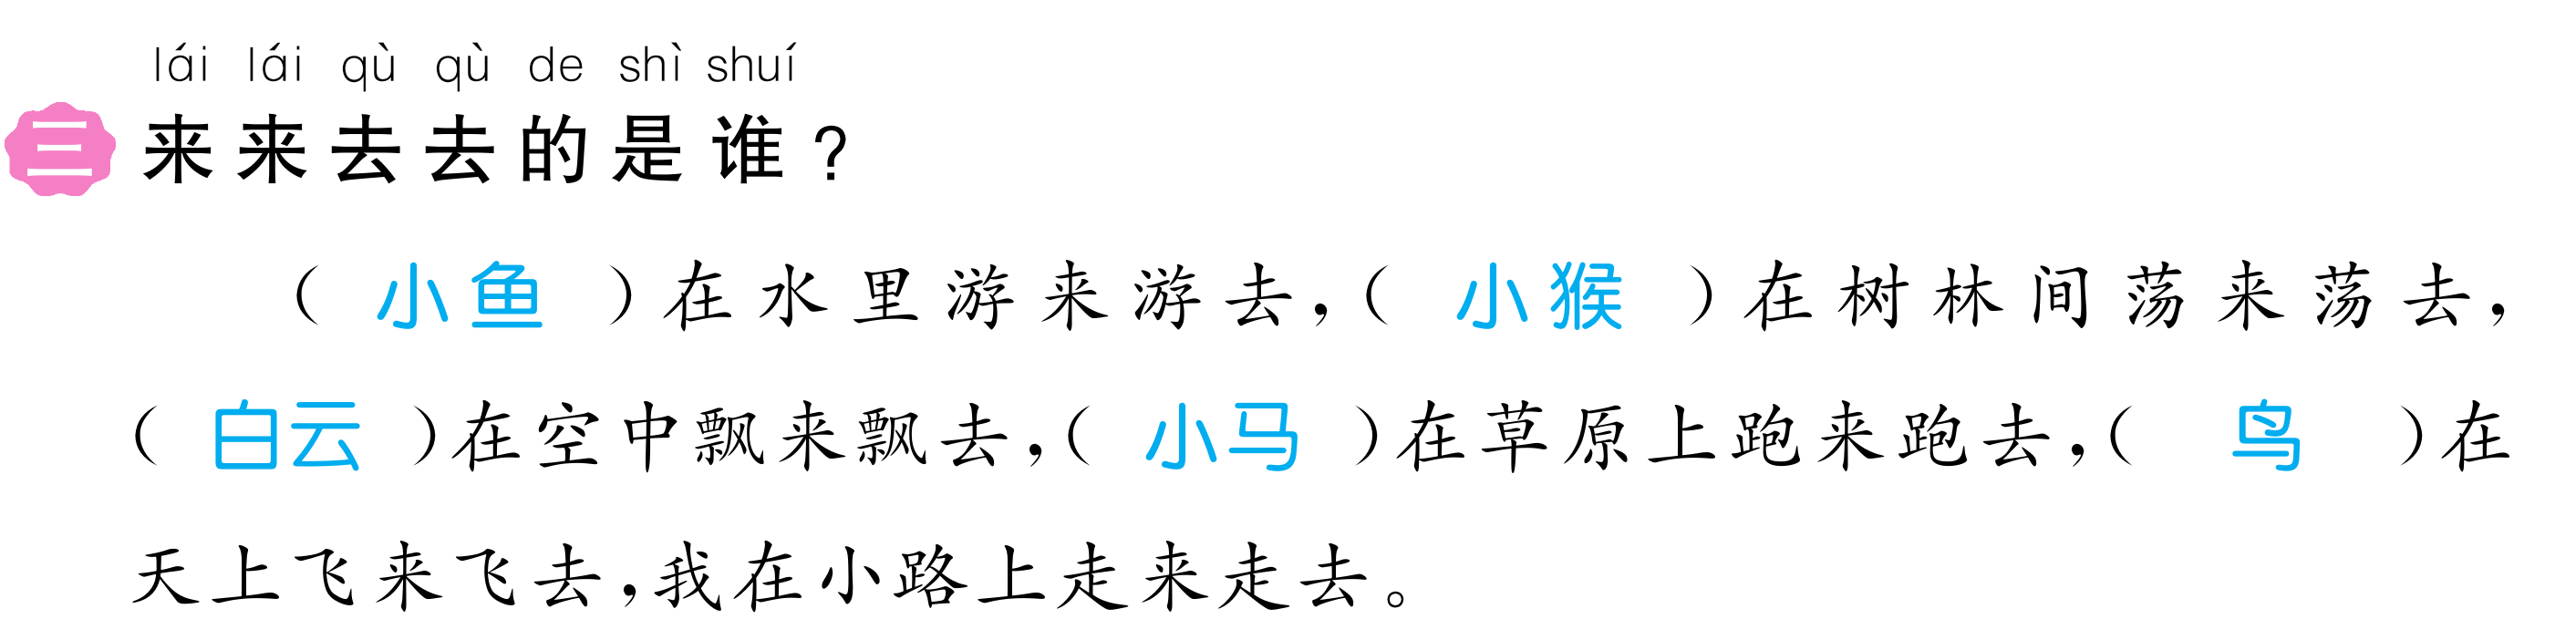 lái lái qù qù de shì shuí
三 来来去去的是谁？
（ 小鱼 ）在水里游来游去，（ 小猴 ）在树林间荡来荡去，
（ 白云 ）在空中飘来飘去，（ 小马 ）在草原上跑来跑去，（ 鸟 ）在
天上飞来飞去，我在小路上走来走去。